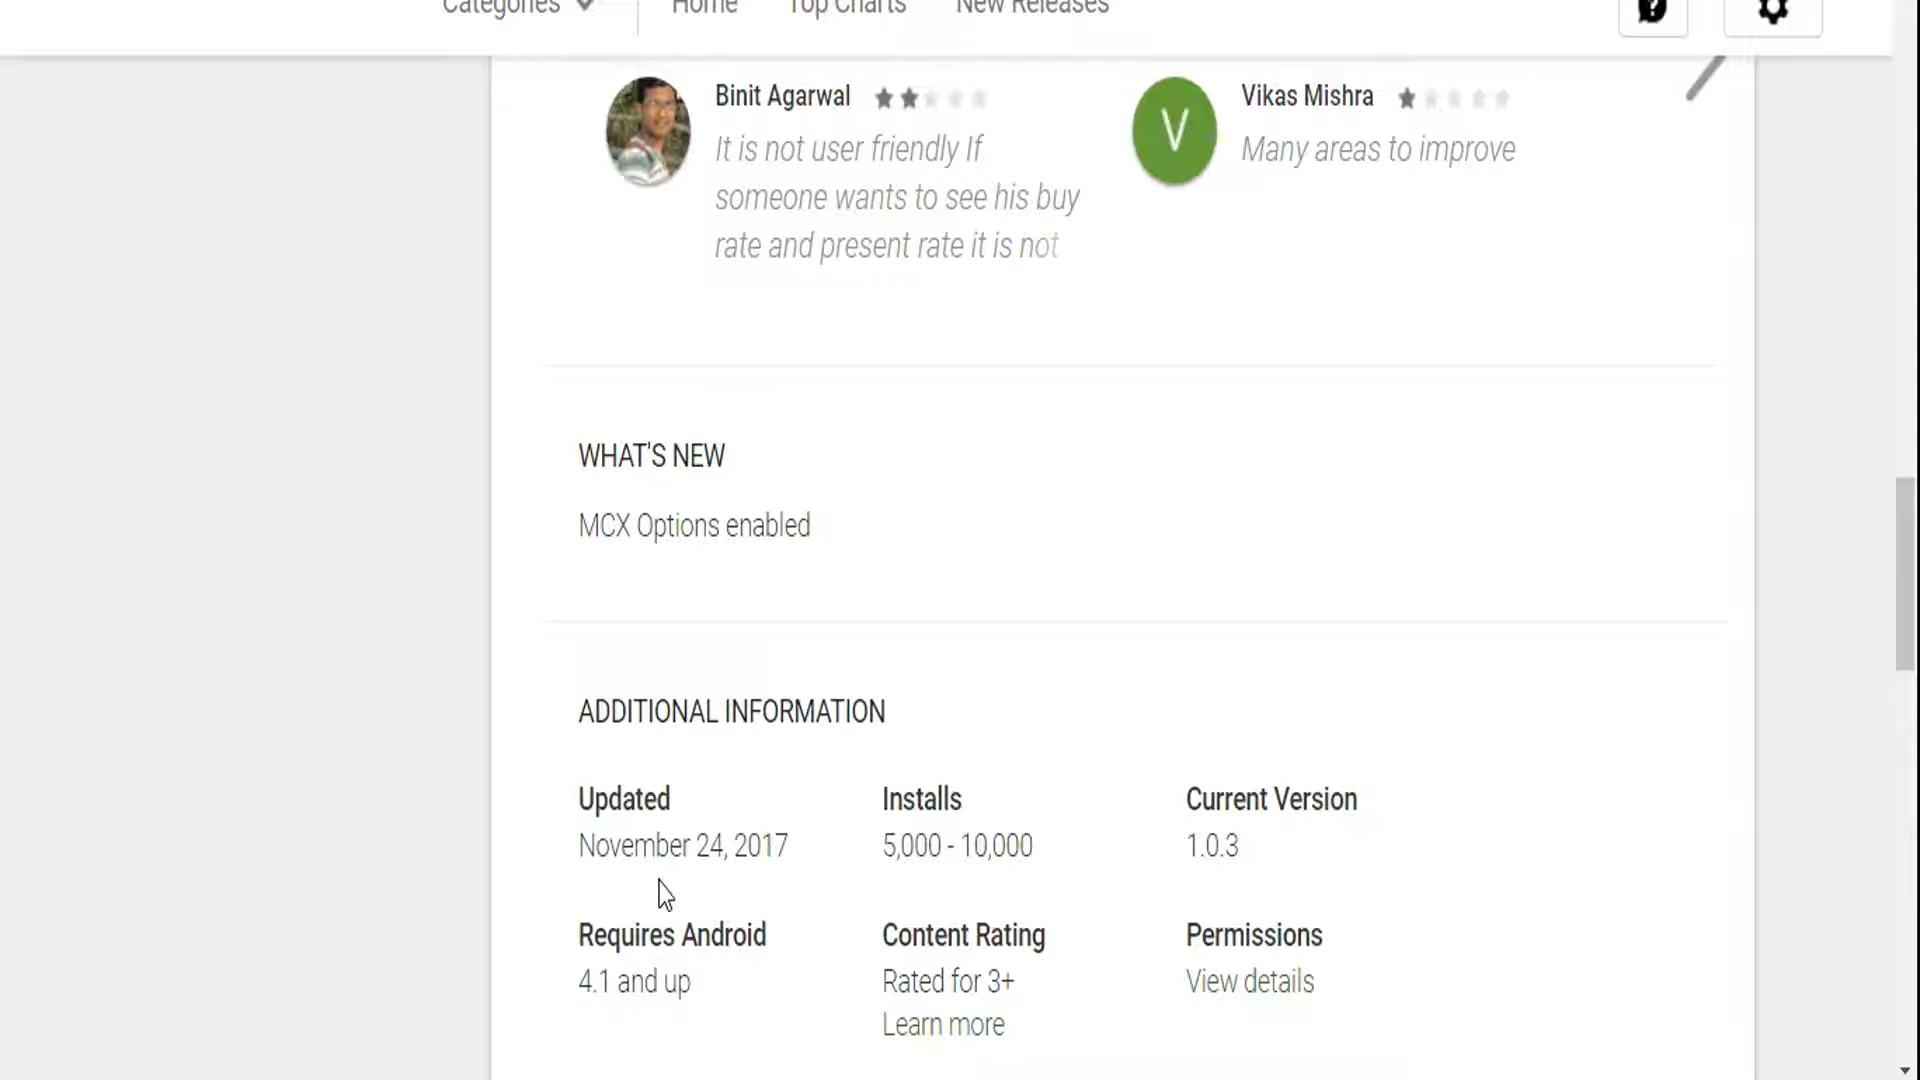 Categories Home Top Charts New Releases
Binit Agarwal
It is not user friendly If
someone wants to see his buy
rate and present rate it is not
V
Vikas Mishra
Many areas to improve
WHAT'S NEW
MCX Options enabled
ADDITIONAL INFORMATION
Updated
November 24, 2017
Installs
5,000 - 10,000
Current Version
1.0.3
Requires Android
4.1 and up
Content Rating
Rated for 3+
Learn more
Permissions
View details